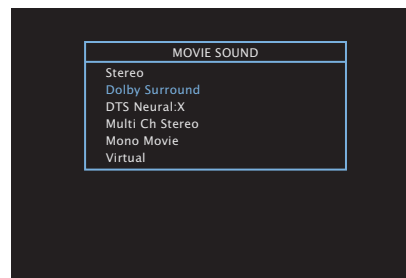 MOVIE SOUND
Stereo
Dolby Surround
DTS Neural:X
Multi Ch Stereo
Mono Movie
Virtual